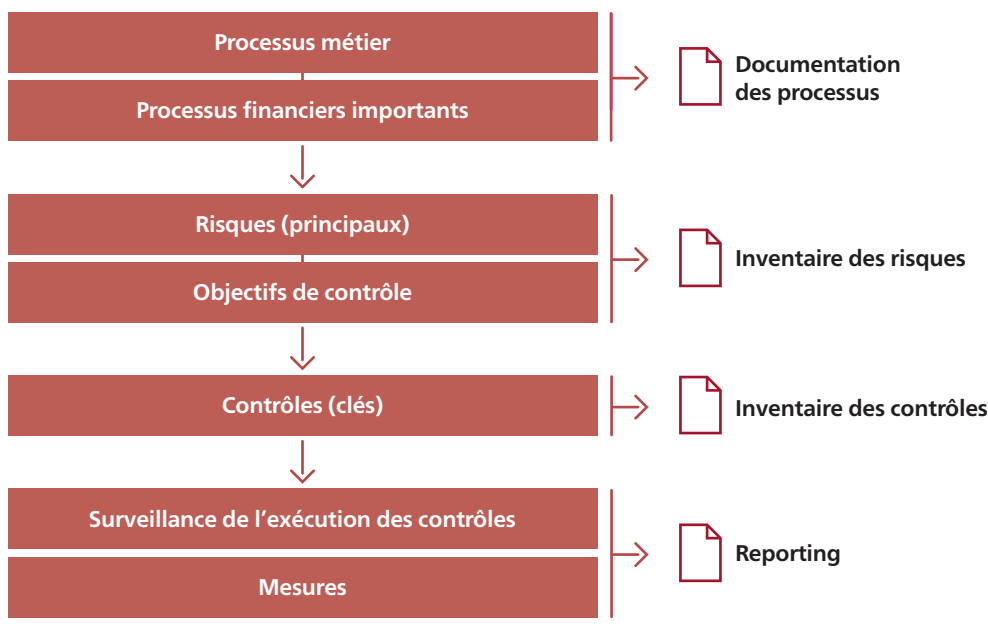 Processus métier
Processus financiers importants
Documentation
des processus
Risques (principaux)
Objectifs de contrôle
Inventaire des risques
Contrôles (clés)
Inventaire des contrôles
Surveillance de l’exécution des contrôles
Mesures
Reporting